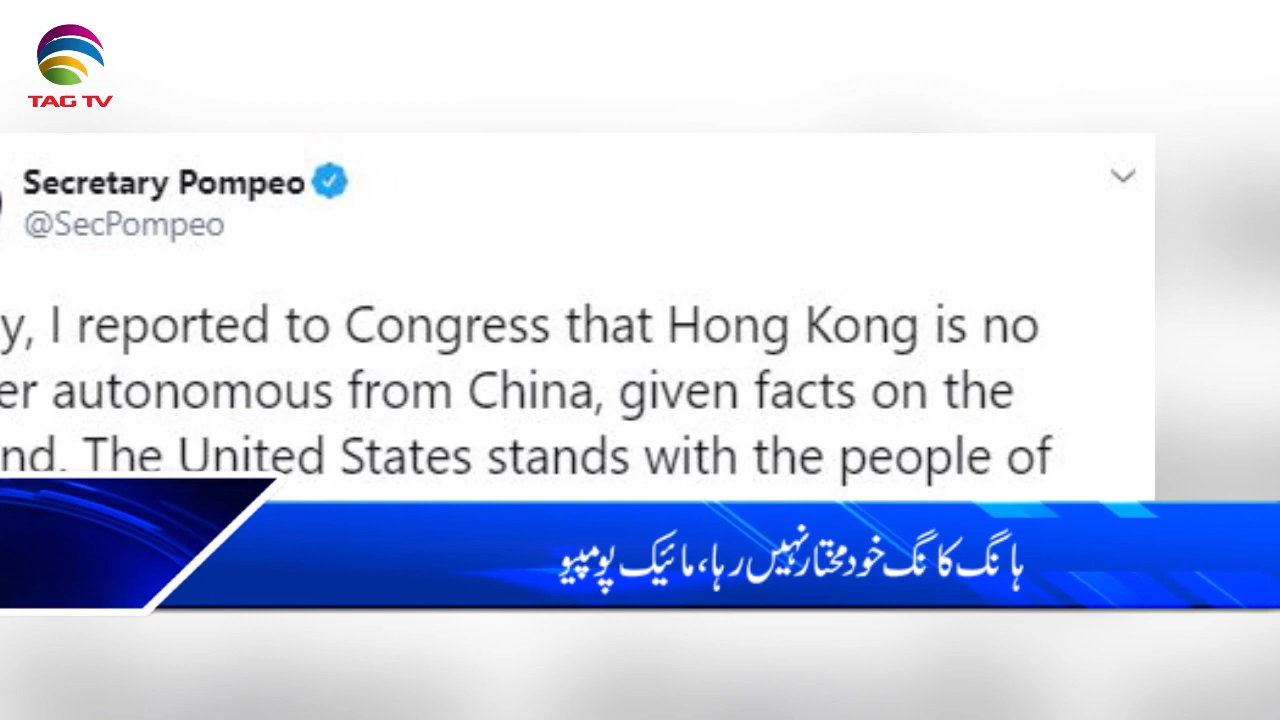 TAG TV
Secretary Pompeo
@SecPompeo
y, I reported to Congress that Hong Kong is no
er autonomous from China, given facts on the
nd. The United States stands with the people of
ہانگ کانگ خودمختار نہیں رہا، مائیک پومپیو